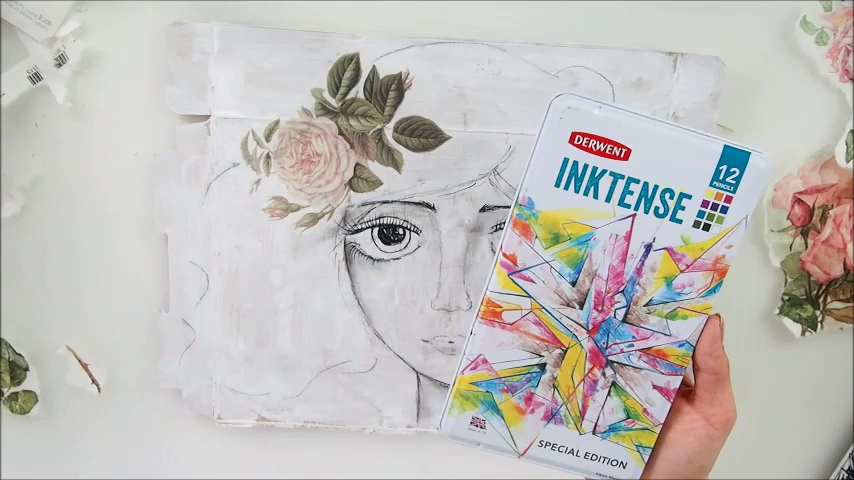 DERWENT
INKTENSE
12
PENCILS
SPECIAL EDITION